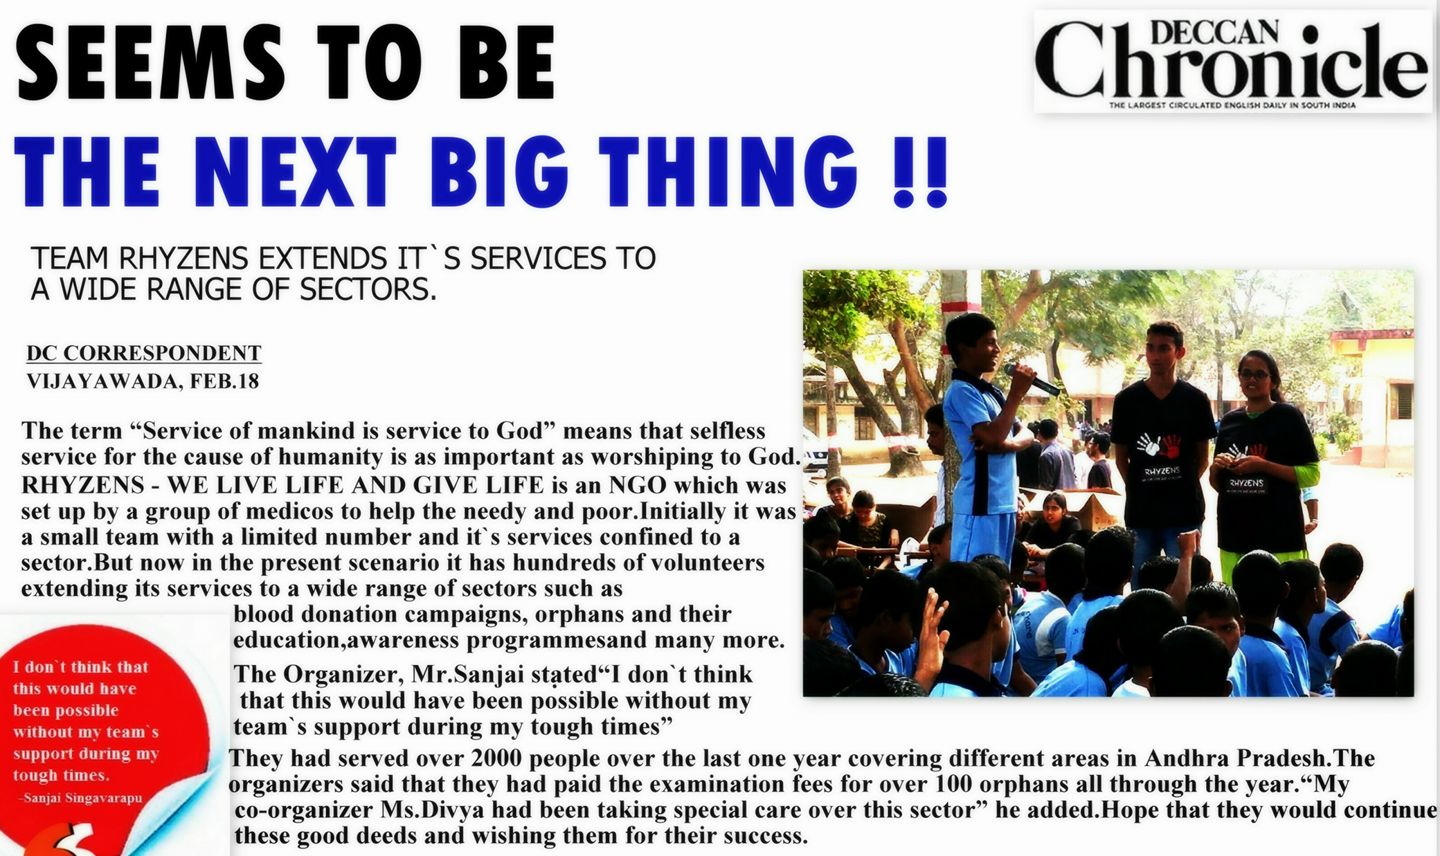 SEEMS TO BE
THE NEXT BIG THING !!
DECCAN
Chronicle
THE LARGEST CIRCULATED ENGLISH DAILY IN SOUTH INDIA
TEAM RHYZENS EXTENDS IT`S SERVICES TO
A WIDE RANGE OF SECTORS.
DC CORRESPONDENT
VIJAYAWADA, FEB.18
The term “Service of mankind is service to God” means that selfless
service for the cause of humanity is as important as worshiping to God.
RHYZENS - WE LIVE LIFE AND GIVE LIFE is an NGO which was
set up by a group of medicos to help the needy and poor.Initially it was
a small team with a limited number and it`s services confined to a
sector.But now in the present scenario it has hundreds of volunteers
extending its services to a wide range of sectors such as
blood donation campaigns, orphans and their
education,awareness programmesand many more.
The Organizer, Mr.Sanjai stated“I don`t think
that this would have been possible without my
team`s support during my tough times”
They had served over 2000 people over the last one year covering different areas in Andhra Pradesh.The
organizers said that they had paid the examination fees for over 100 orphans all through the year.“My
co-organizer Ms.Divya had been taking special care over this sector” he added.Hope that they would continue
these good deeds and wishing them for their success.
I don`t think that
this would have
been possible
without my team`s
support during my
tough times.
-Sanjai Singavarapu
RHYZENS
RHYZENS